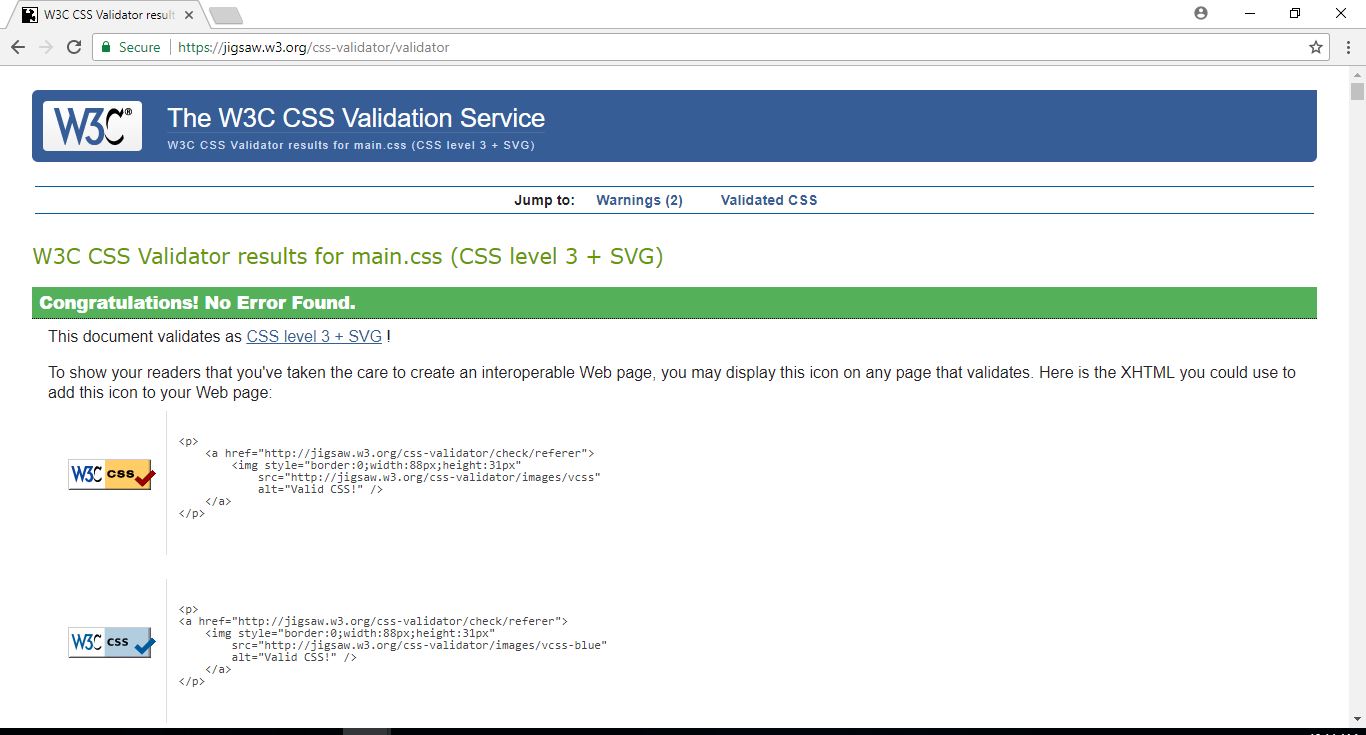 W3C CSS Validator result
Secure https://jigsaw.w3.org/css-validator/validator
W3C®
The W3C CSS Validation Service
W3C CSS Validator results for main.css (CSS level 3 + SVG)
Jump to: Warnings (2) Validated CSS
W3C CSS Validator results for main.css (CSS level 3 + SVG)
Congratulations! No Error Found.
This document validates as CSS level 3 + SVG !
To show your readers that you've taken the care to create an interoperable Web page, you may display this icon on any page that validates. Here is the XHTML you could use to
add this icon to your Web page:
<p>
<a href="http://jigsaw.w3.org/css-validator/check/referer">
<img style="border:0;width:88px;height:31px"
W3C CSS
src="http://jigsaw.w3.org/css-validator/images/vcss"
alt="Valid CSS!" />
</a>
</p>
<p>
<a href="http://jigsaw.w3.org/css-validator/check/referer">
<img style="border:0;width:88px;height:31px"
W3C CSS
src="http://jigsaw.w3.org/css-validator/images/vcss-blue"
alt="Valid CSS!" />
</a>
</p>